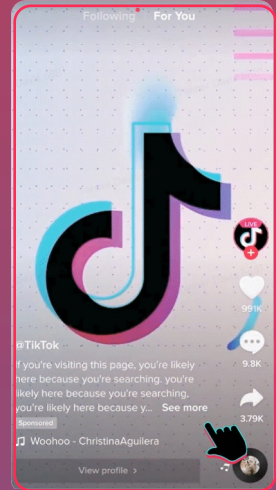 Following For You
LIVE
991K
9.8K
3.79K
@TikTok
If you're visiting this page, you're likely
here because you're searching. you're
likely here because you're searching,
you're likely here because y... See more
Sponsored
Woohoo - ChristinaAguilera
View profile >